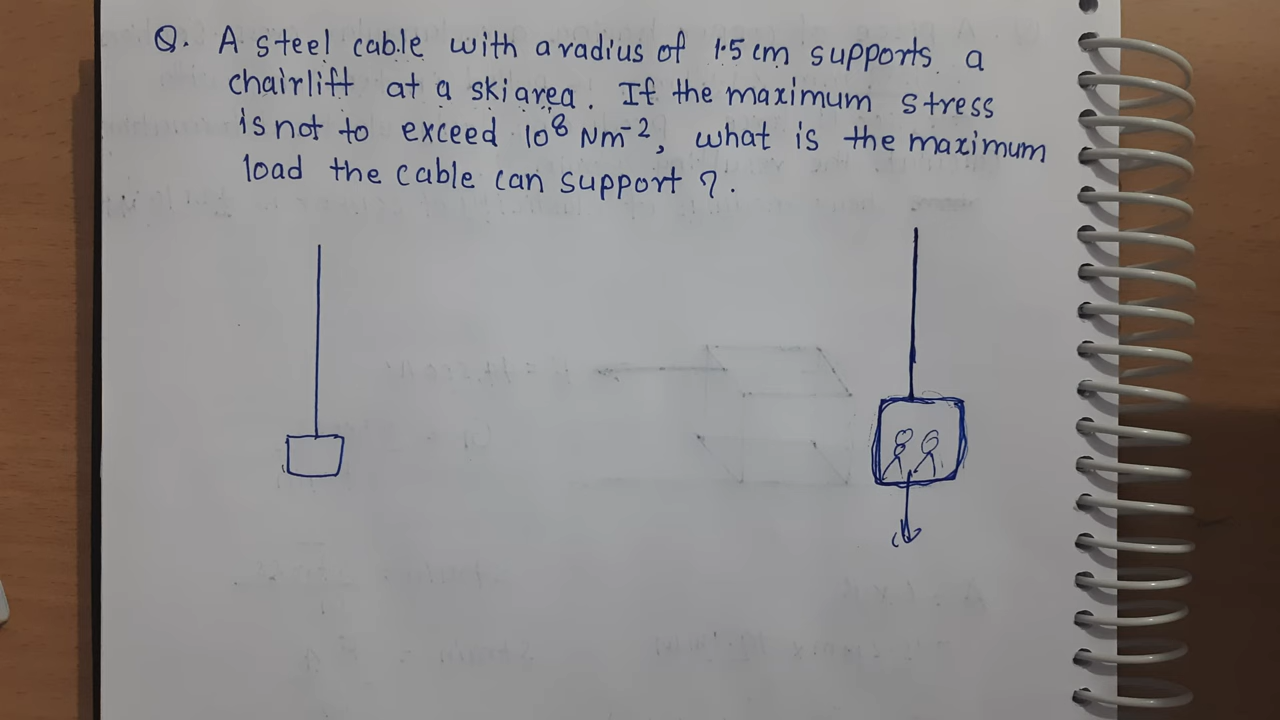 Q. A steel cable with a radius of 1.5 cm supports a
chairlift at a ski area. If the maximum stress
is not to exceed 10⁸ Nm⁻², what is the maximum
load the cable can support ?.